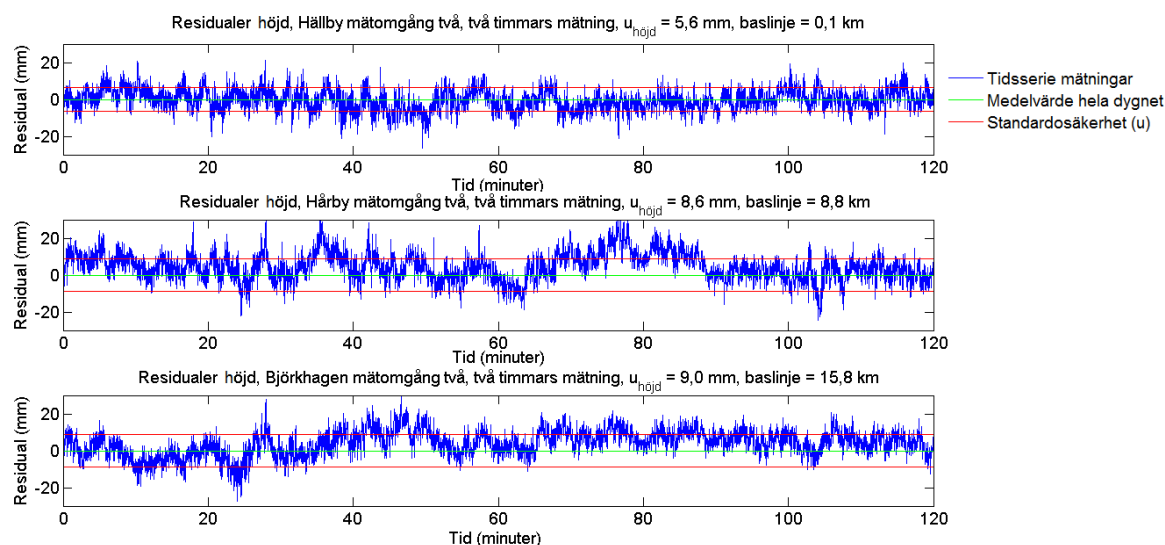 Residualer höjd, Hällby mätomgång två, två timmars mätning, u höjd = 5,6 mm, baslinje = 0,1 km
Residual (mm)
20
0
-20
0 20 40 60 80 100 120
Tid (minuter)
Tidsserie mätningar
Medelvärde hela dygnet
Standardosäkerhet (u)
Residualer höjd, Hårby mätomgång två, två timmars mätning, u höjd = 8,6 mm, baslinje = 8,8 km
Residual (mm)
20
0
-20
0 20 40 60 80 100 120
Tid (minuter)
Residualer höjd, Björkhagen mätomgång två, två timmars mätning, u höjd = 9,0 mm, baslinje = 15,8 km
Residual (mm)
20
0
-20
0 20 40 60 80 100 120
Tid (minuter)